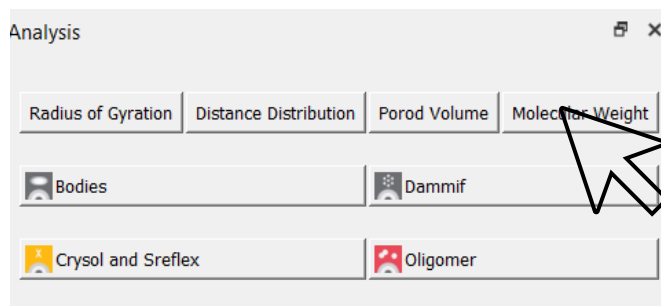 Analysis
Radius of Gyration Distance Distribution Porod Volume Molecular Weight
Bodies Dammif
Crysol and Sreflex Oligomer